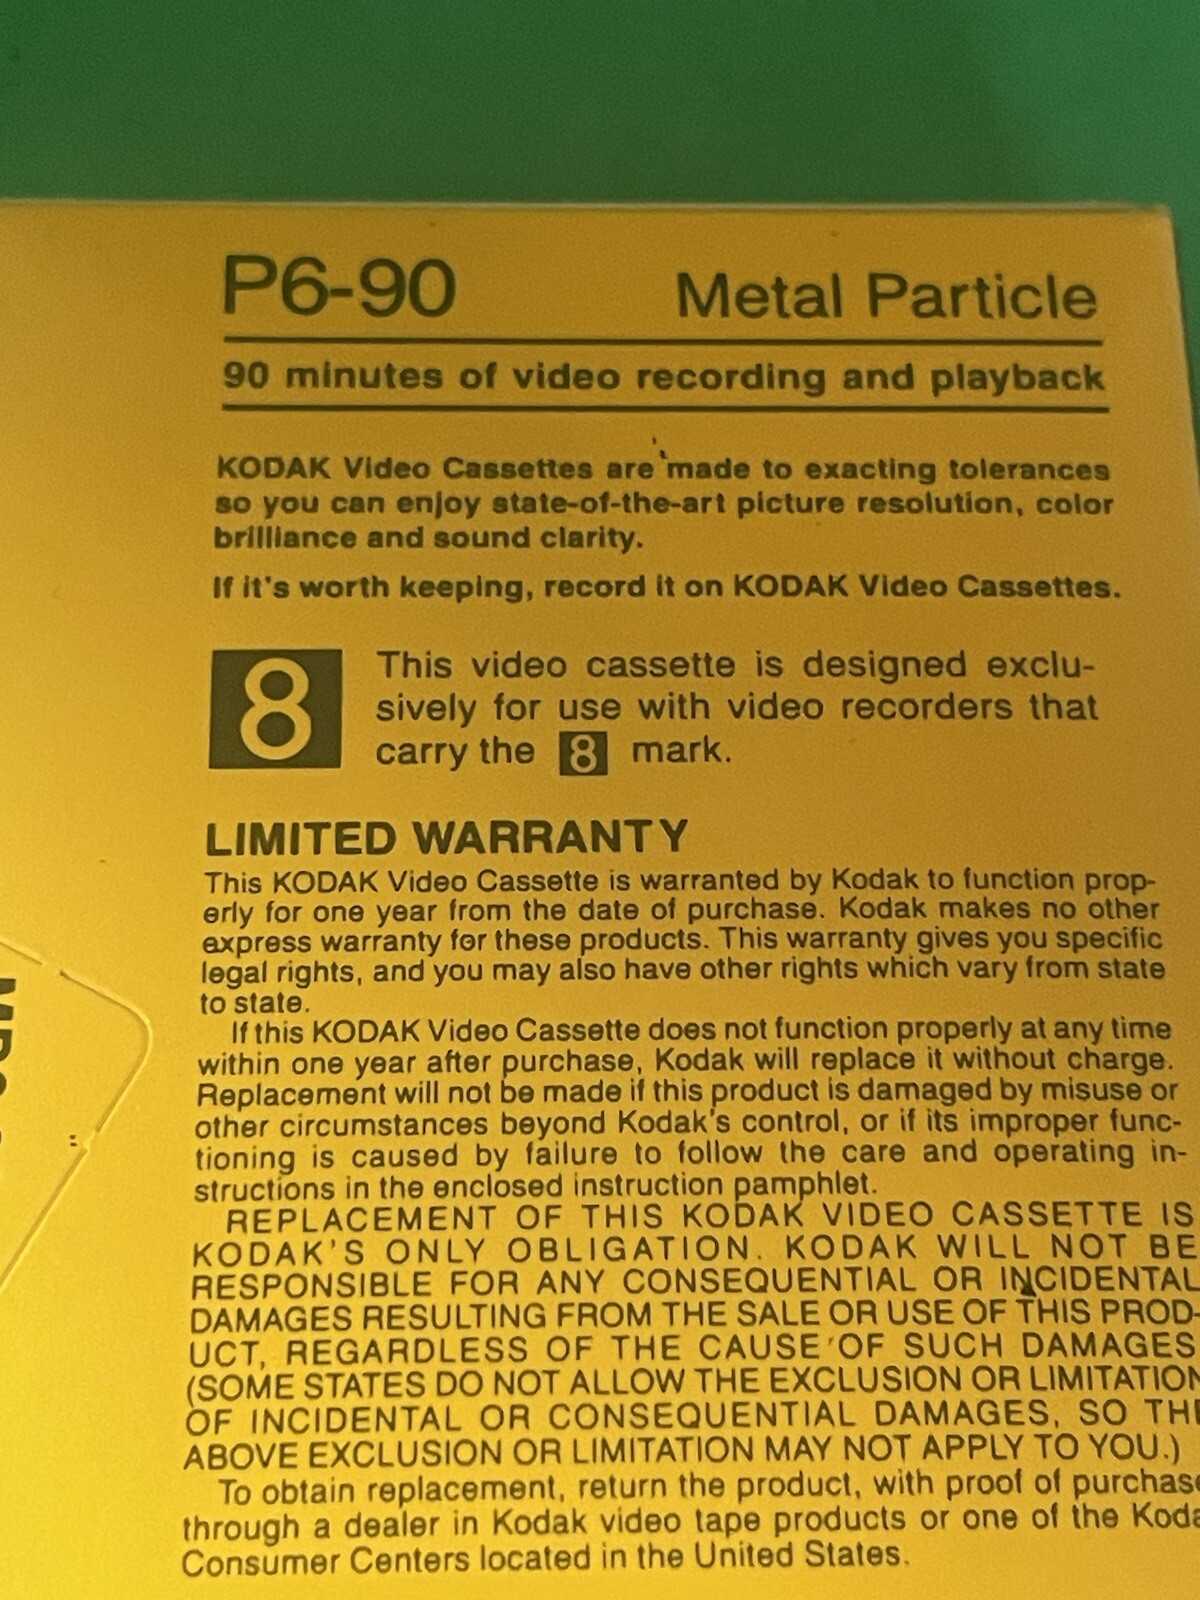 P6-90 Metal Particle
90 minutes of video recording and playback
KODAK Video Cassettes are made to exacting tolerances
so you can enjoy state-of-the-art picture resolution, color
brilliance and sound clarity.
If it's worth keeping, record it on KODAK Video Cassettes.
8 This video cassette is designed exclu-
sively for use with video recorders that
carry the 8 mark.
LIMITED WARRANTY
This KODAK Video Cassette is warranted by Kodak to function prop-
erly for one year from the date of purchase. Kodak makes no other
express warranty for these products. This warranty gives you specific
legal rights, and you may also have other rights which vary from state
to state.
If this KODAK Video Cassette does not function properly at any time
within one year after purchase, Kodak will replace it without charge.
Replacement will not be made if this product is damaged by misuse or
other circumstances beyond Kodak's control, or if its improper func-
tioning is caused by failure to follow the care and operating in-
structions in the enclosed instruction pamphlet.
REPLACEMENT OF THIS KODAK VIDEO CASSETTE IS
KODAK'S ONLY OBLIGATION. KODAK WILL NOT BE
RESPONSIBLE FOR ANY CONSEQUENTIAL OR INCIDENTAL
DAMAGES RESULTING FROM THE SALE OR USE OF THIS PROD-
UCT, REGARDLESS OF THE CAUSE OF SUCH DAMAGES
(SOME STATES DO NOT ALLOW THE EXCLUSION OR LIMITATION
OF INCIDENTAL OR CONSEQUENTIAL DAMAGES, SO THE
ABOVE EXCLUSION OR LIMITATION MAY NOT APPLY TO YOU.)
To obtain replacement, return the product, with proof of purchase
through a dealer in Kodak video tape products or one of the Koda
Consumer Centers located in the United States.